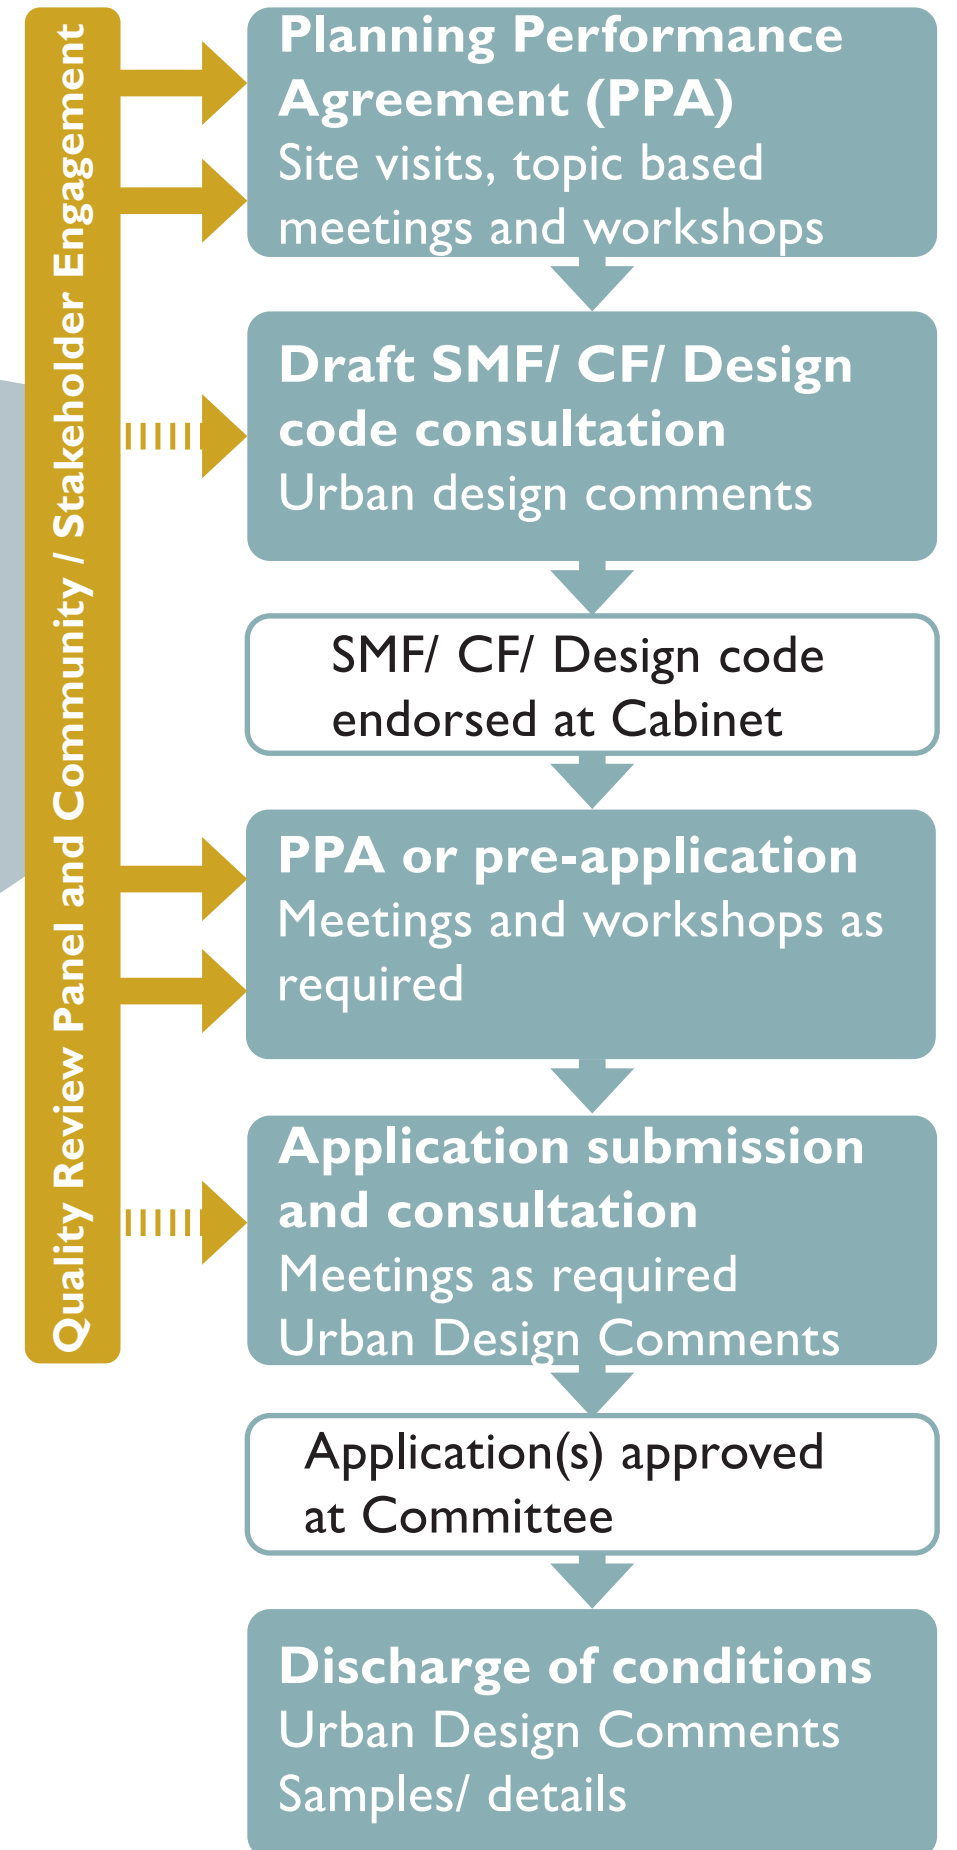 Quality Review Panel and Community / Stakeholder Engagement
Planning Performance
Agreement (PPA)
Site visits, topic based
meetings and workshops
Draft SMF/ CF/ Design
code consultation
Urban design comments
SMF/ CF/ Design code
endorsed at Cabinet
PPA or pre-application
Meetings and workshops as
required
Application submission
and consultation
Meetings as required
Urban Design Comments
Application(s) approved
at Committee
Discharge of conditions
Urban Design Comments
Samples/ details